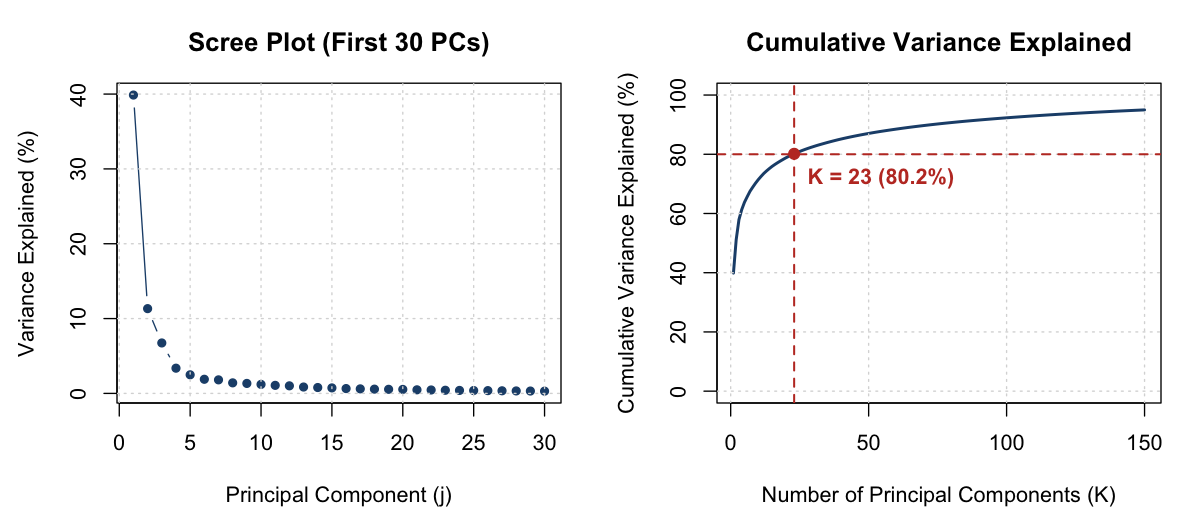 Scree Plot (First 30 PCs)
Variance Explained (%)
40
30
20
10
0
0 5 10 15 20 25 30
Principal Component (j)
Cumulative Variance Explained
Cumulative Variance Explained (%)
100
80
60
40
20
0
K = 23 (80.2%)
0 50 100 150
Number of Principal Components (K)